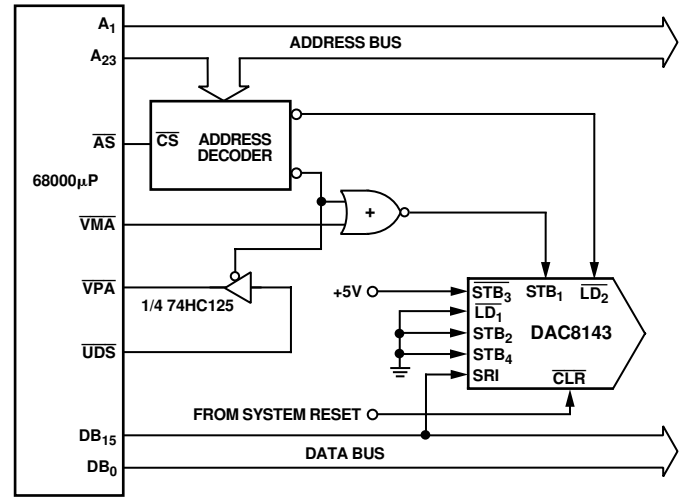 A1
ADDRESS BUS
A23
AS
CS
ADDRESS
DECODER
68000µP
VMA
+
VPA
1/4 74HC125
+5V
STB3
STB1
LD2
LD1
STB2
DAC8143
STB4
SRI
CLR
UDS
FROM SYSTEM RESET
DB15
DATA BUS
DB0